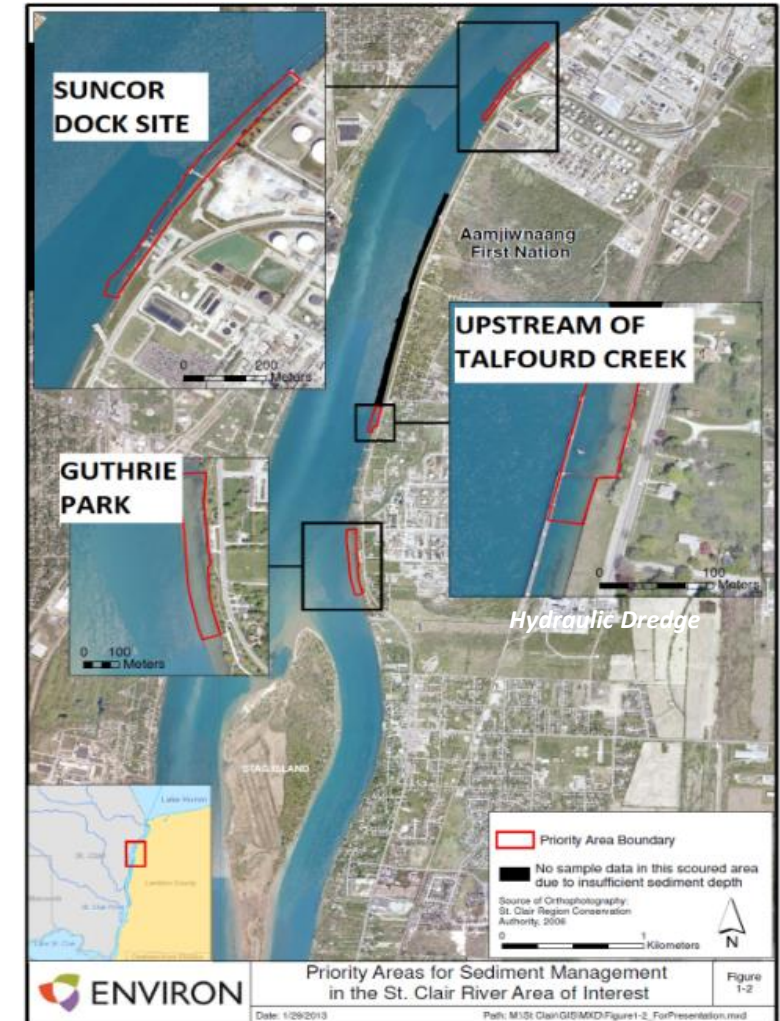 SUNCOR
DOCK SITE
0 200
Meters
Aamjiwnaang
First Nation
UPSTREAM OF
TALFOURD CREEK
0 100
Meters
GUTHRIE
PARK
0 100
Meters
Hydraulic Dredge
STAG ISLAND
Lake Huron
St. Clair
Lambton County
Priority Area Boundary
No sample data in this scoured area
due to insufficient sediment depth
Source of Orthophotography:
St. Clair Region Conservation
Authority, 2006
0 1
Kilometers
N
ENVIRON
Priority Areas for Sediment Management
in the St. Clair River Area of Interest
Figure
1-2
Date: 1/29/2013
Path: M:\St Clair\GIS\MXD\Figure1-2_ForPresentation.mxd